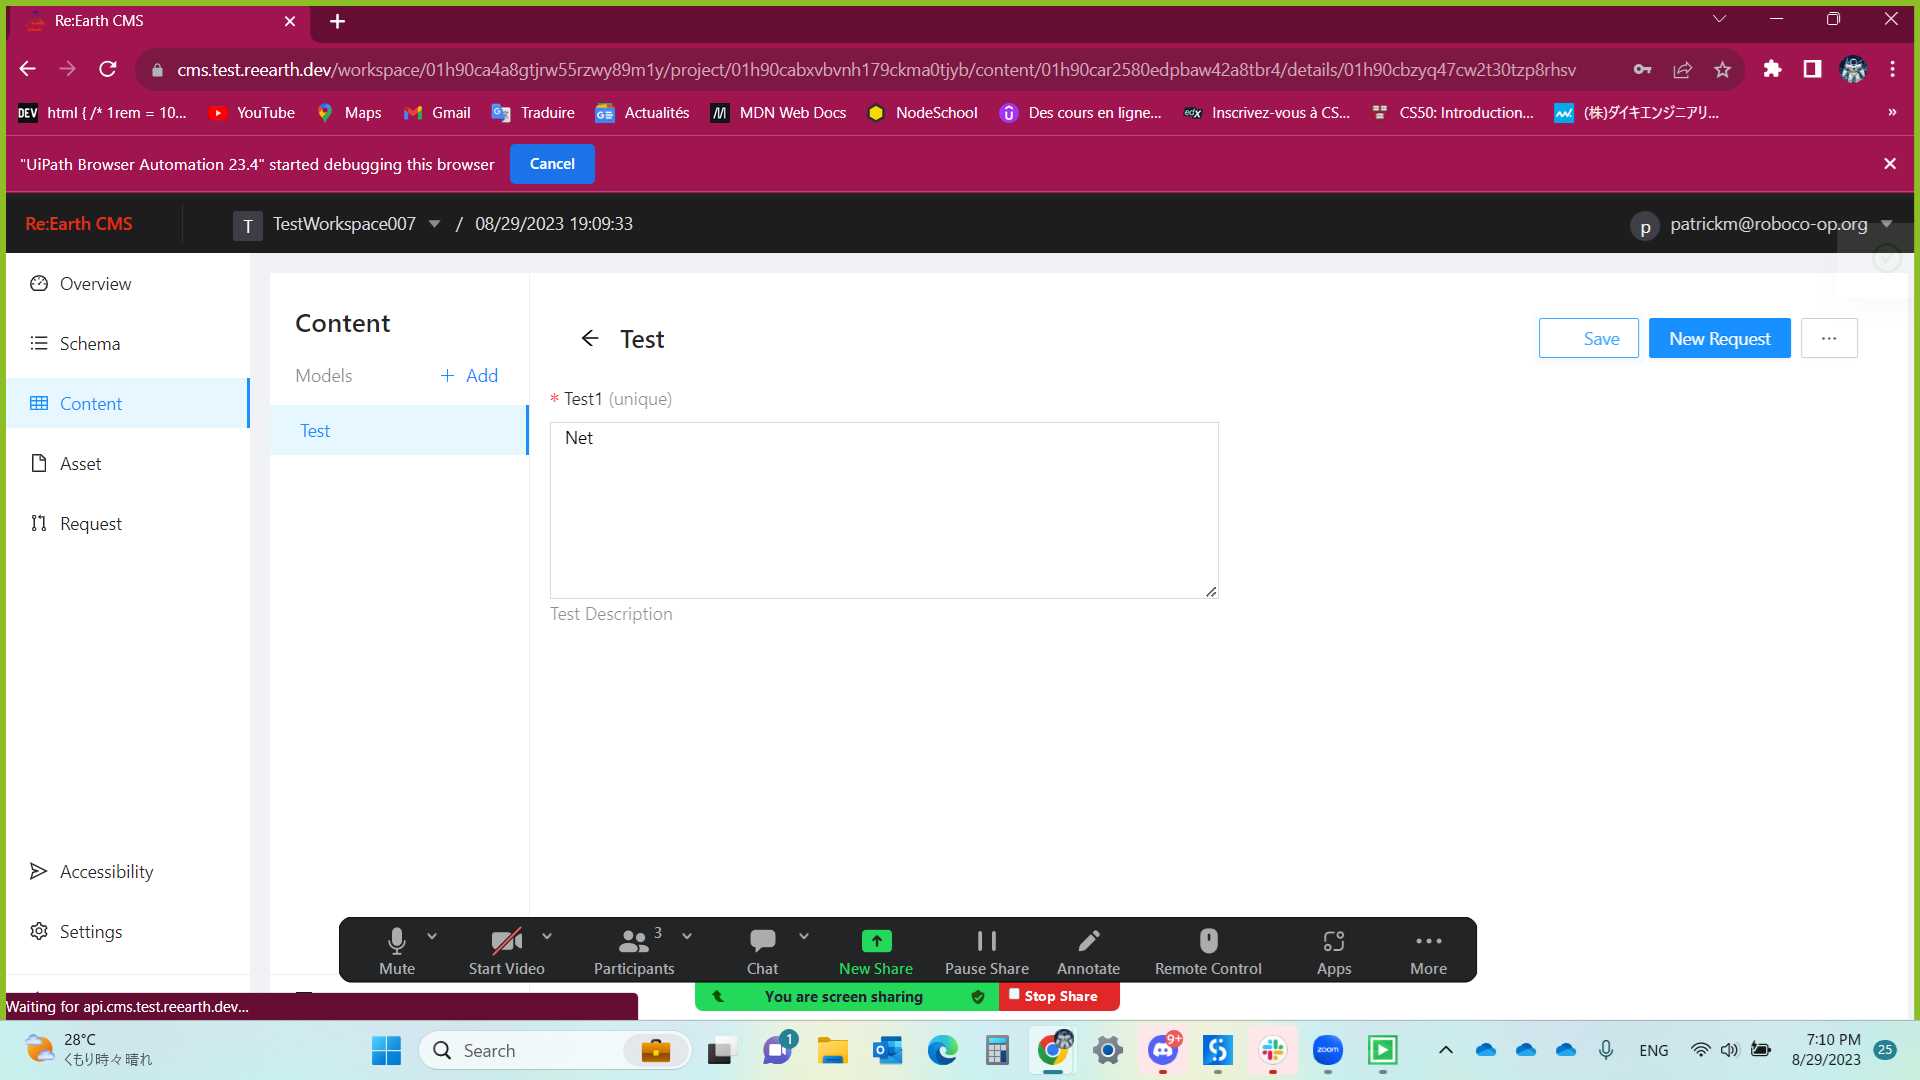 Re:Earth CMS
cms.test.reearth.dev/workspace/01h90ca4a8gtjrw55rzwy89m1y/project/01h90cabxvbvnh179ckma0tjyb/content/01h90car2580edpbaw42a8tbr4/details/01h90cbzyq47cw2t30tzp8rhsv
DEV html { /* 1rem = 10... YouTube Maps Gmail Traduire Actualités MDN Web Docs NodeSchool Des cours en ligne... edX Inscrivez-vous à CS... CS50: Introduction... (株)ダイキエンジニアリ... »
"UiPath Browser Automation 23.4" started debugging this browser Cancel
Re:Earth CMS T TestWorkspace007 / 08/29/2023 19:09:33 p patrickm@roboco-op.org
Overview
Schema
Content
Asset
Request
Accessibility
Settings
Content
Models + Add
Test
Test
Save New Request ...
* Test1 (unique)
Net
Test Description
3
Mute Start Video Participants Chat New Share Pause Share Annotate Remote Control Apps More
You are screen sharing Stop Share
Waiting for api.cms.test.reearth.dev...
28°C
くもり時々晴れ
Search
1
9+
zoom
ENG
7:10 PM
8/29/2023
25